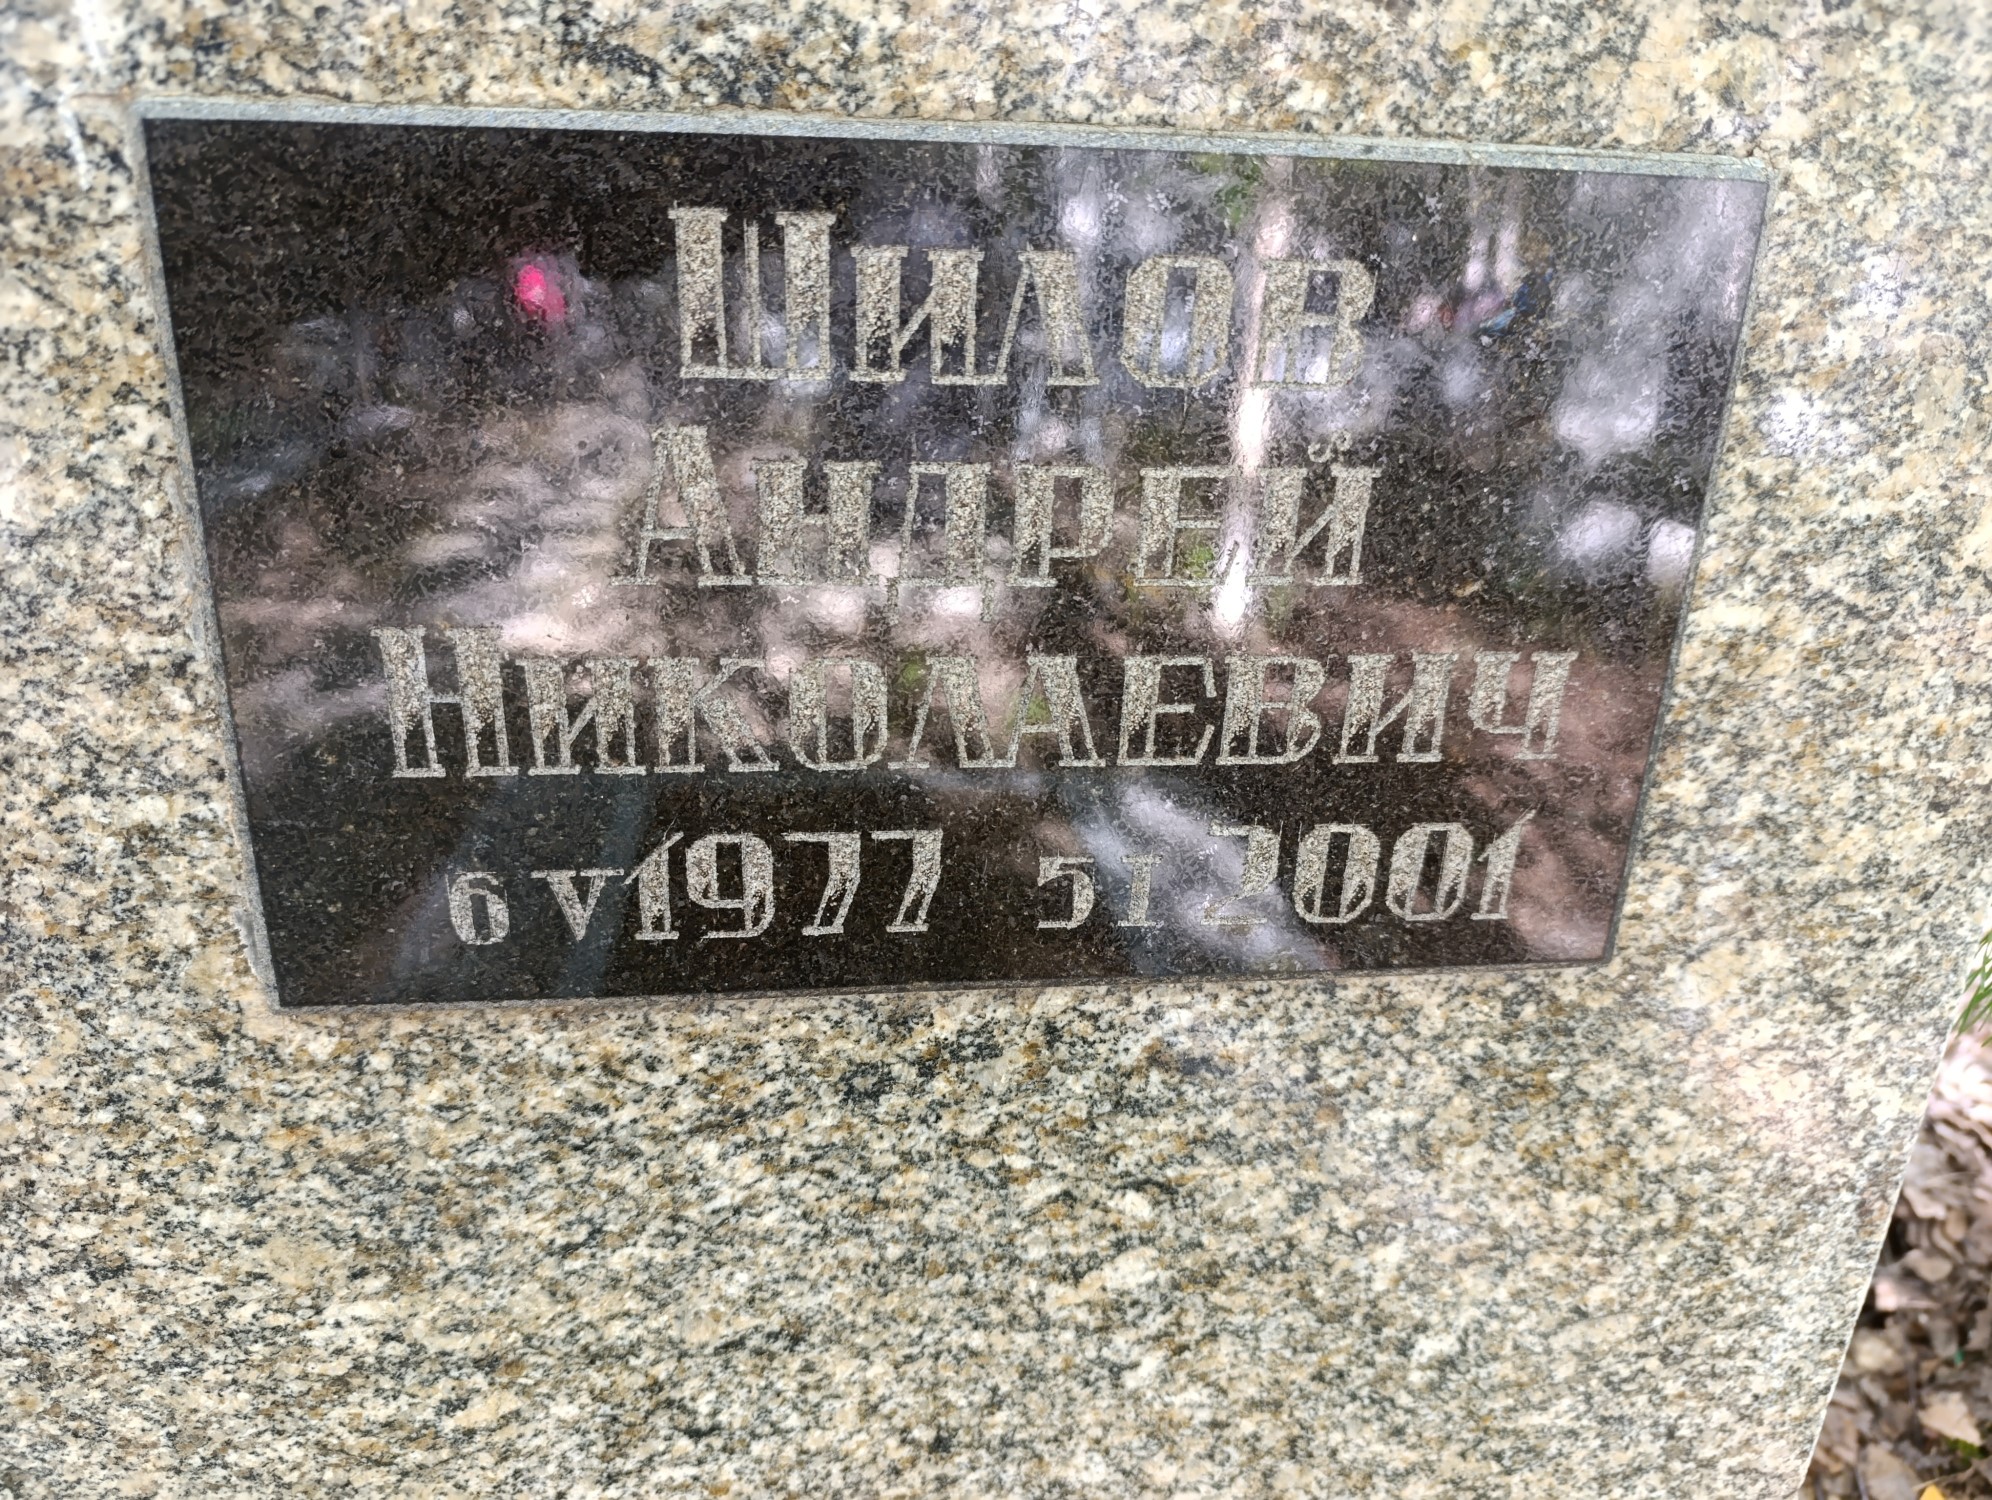 Шилов
Андрей
Николаевич
6 V 1977 5 I 2001